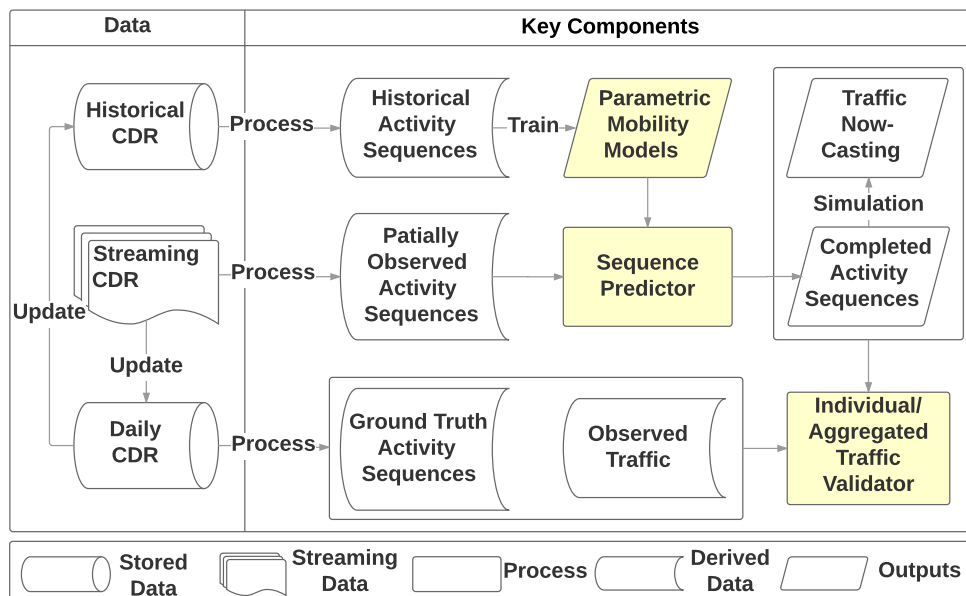 Data
Key Components
Historical
CDR
Process
Historical
Activity
Sequences
Train
Parametric
Mobility
Models
Traffic
Now-
Casting
Simulation
Streaming
CDR
Process
Patially
Observed
Activity
Sequences
Sequence
Predictor
Completed
Activity
Sequences
Update
Update
Daily
CDR
Process
Ground Truth
Activity
Sequences
Observed
Traffic
Individual/
Aggregated
Traffic
Validator
Stored
Data
Streaming
Data
Process
Derived
Data
Outputs